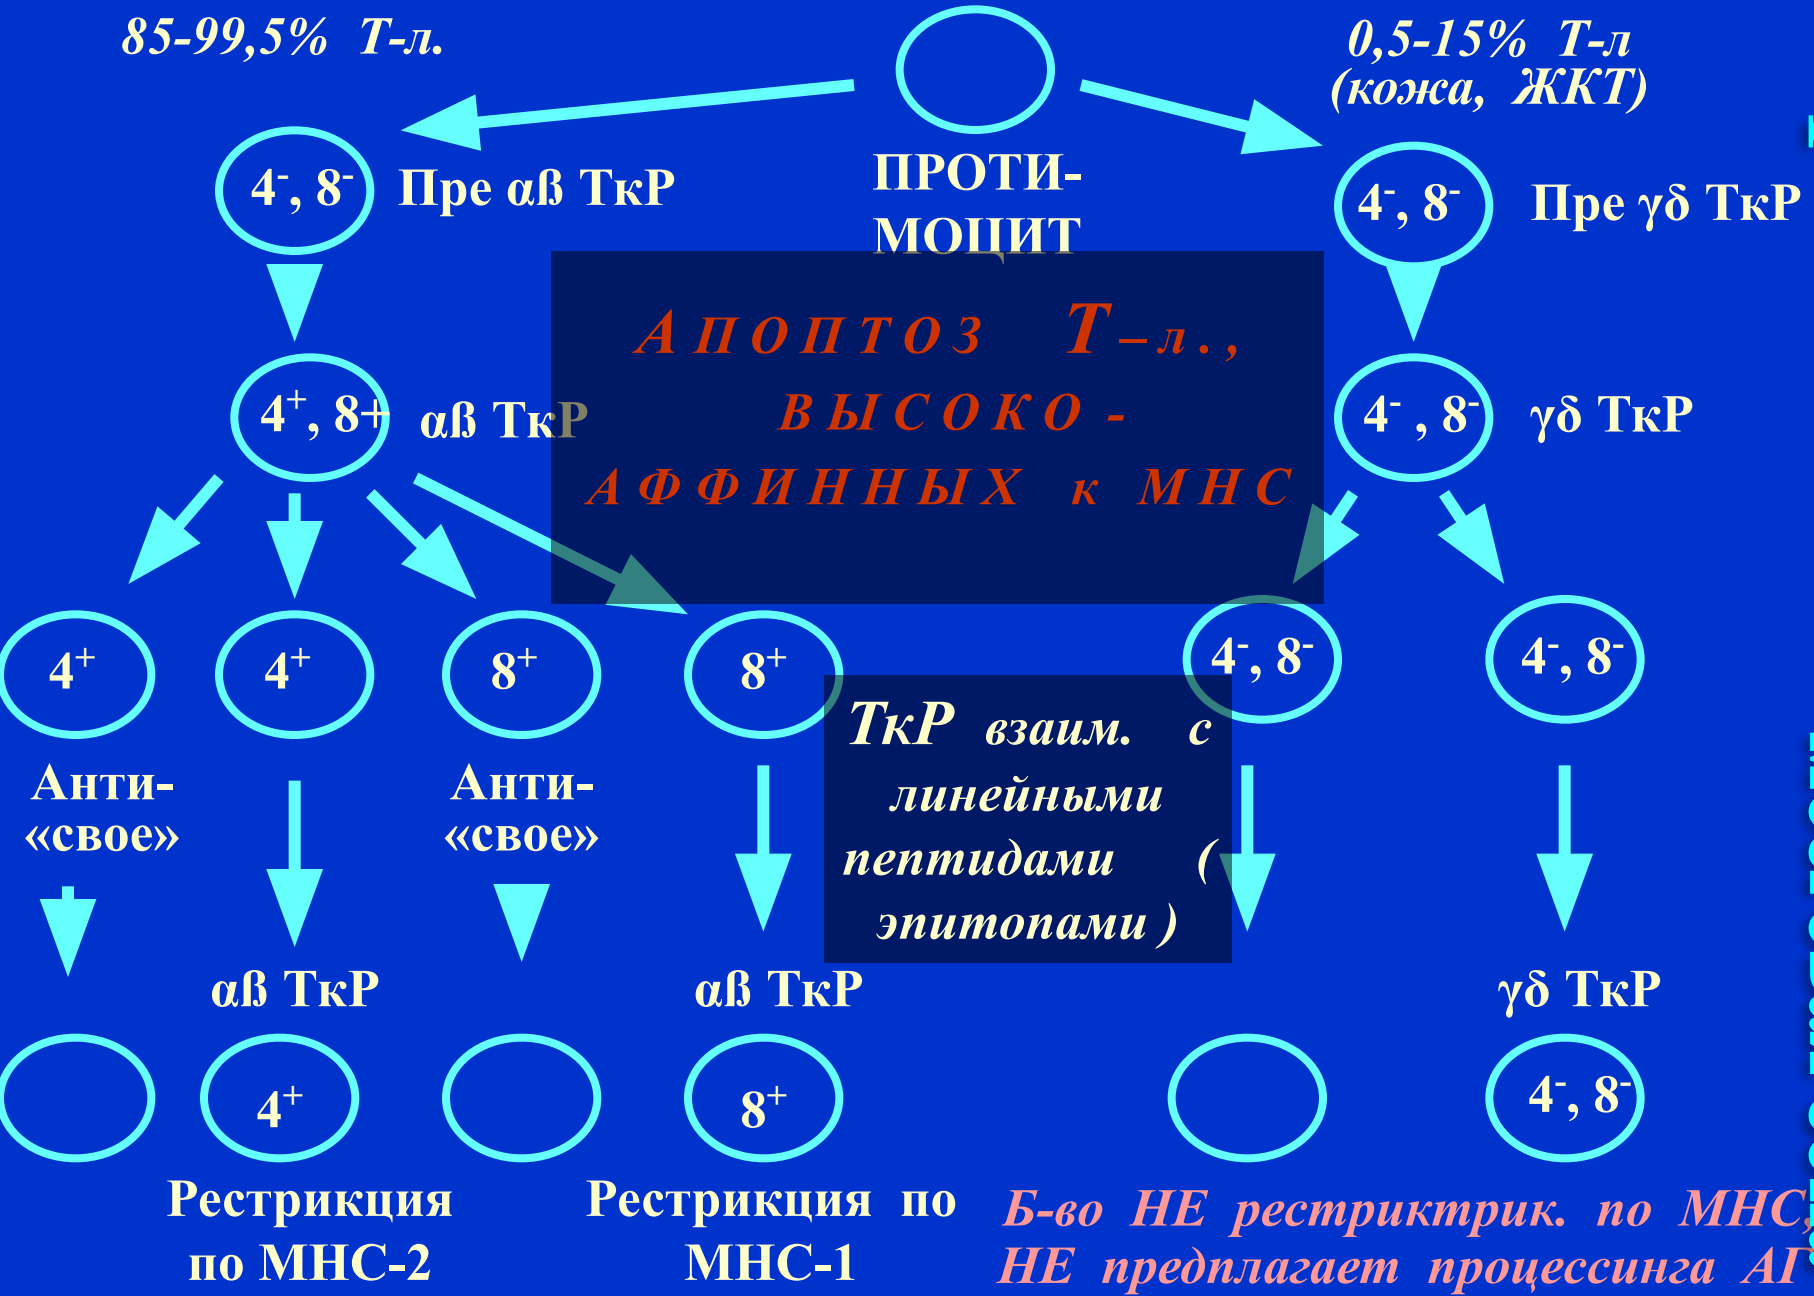 85-99,5% Т-л.
0,5-15% Т-л
(кожа, ЖКТ)
ПРОТИ-
МОЦИТ
4-, 8-
Пре αß ТкР
4-, 8-
Пре γδ ТкР
АПОПТОЗ Т–л.,
ВЫСОКО-
АФФИННЫХ к МНС
4+, 8+
αß ТкР
4- , 8-
γδ ТкР
4+
4+
8+
8+
4-, 8-
4-, 8-
Анти-
«свое»
Анти-
«свое»
ТкР взаим. с
линейными
пептидами (
эпитопами )
αß ТкР
αß ТкР
γδ ТкР
4+
8+
4-, 8-
Рестрикция
по МНС-2
Рестрикция по
МНС-1
Б-во НЕ рестриктрик. по МНС,
НЕ предплагает процессинга АГ